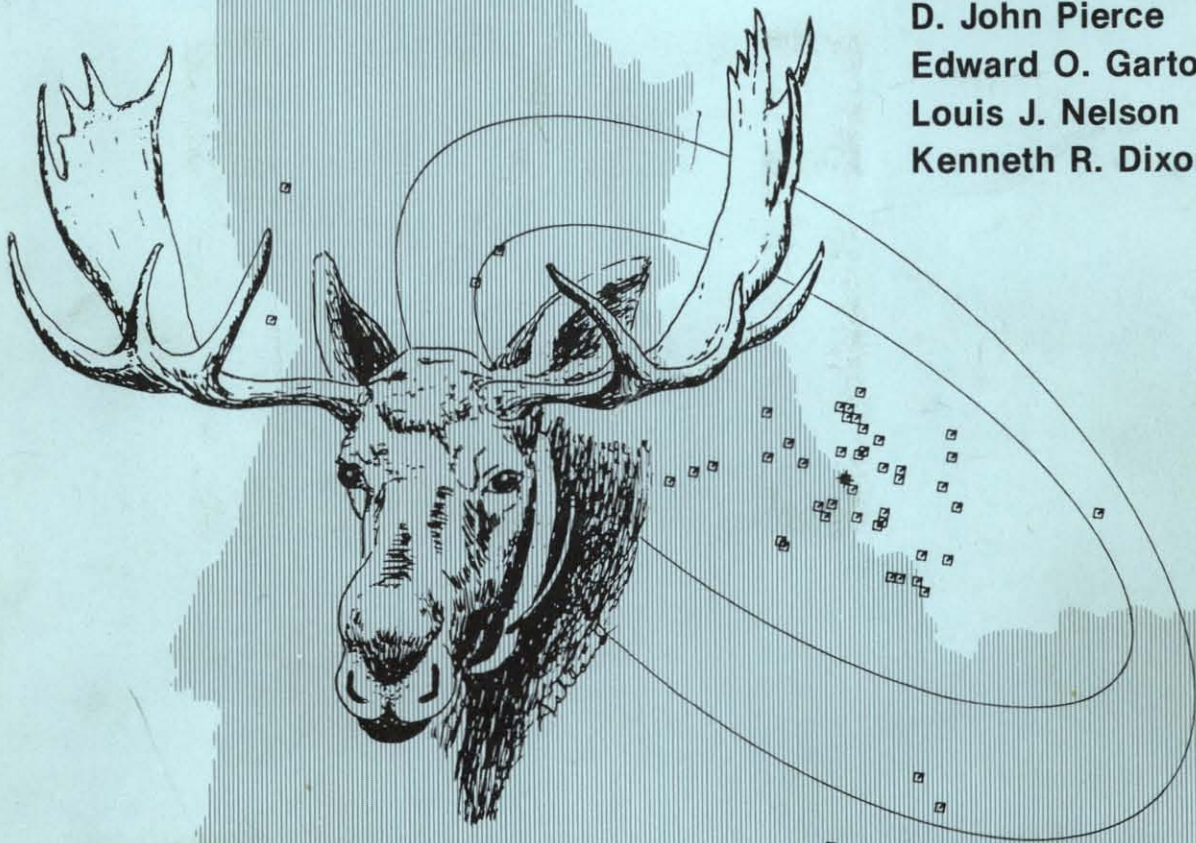 D. John Pierce
Edward O. Garto
Louis J. Nelson
Kenneth R. Dixo